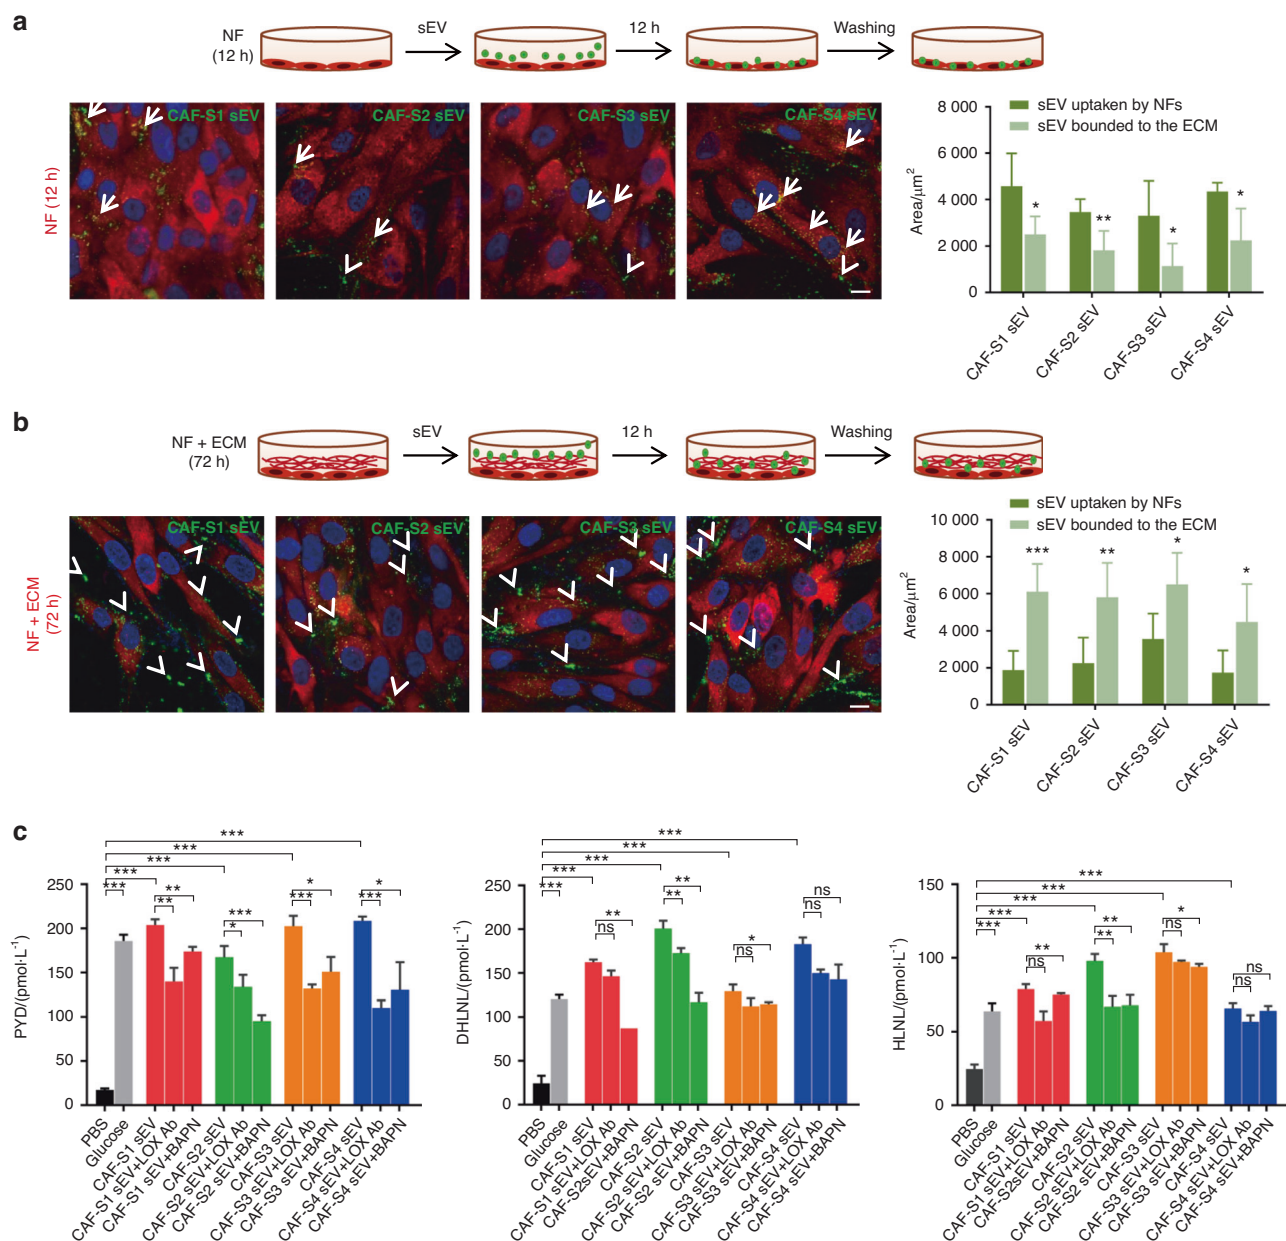 a
NF
(12 h)
sEV
12 h
Washing
NF (12 h)
CAF-S1 sEV
CAF-S2 sEV
CAF-S3 sEV
CAF-S4 sEV
sEV uptaken by NFs
sEV bounded to the ECM
Area/μm²
8 000
6 000
4 000
2 000
0
*
**
*
*
CAF-S1 sEV
CAF-S2 sEV
CAF-S3 sEV
CAF-S4 sEV
b
NF + ECM
(72 h)
sEV
12 h
Washing
NF + ECM
(72 h)
CAF-S1 sEV
CAF-S2 sEV
CAF-S3 sEV
CAF-S4 sEV
sEV uptaken by NFs
sEV bounded to the ECM
Area/μm²
10 000
8 000
6 000
4 000
2 000
0
***
**
*
*
CAF-S1 sEV
CAF-S2 sEV
CAF-S3 sEV
CAF-S4 sEV
c
PYD/(pmol·L⁻¹)
250
200
150
100
50
0
***
***
***
***
***
**
**
***
*
*
***
*
***
PBS
Glucose
CAF-S1 sEV
CAF-S1 sEV+LOX Ab
CAF-S1 sEV+BAPN
CAF-S2 sEV
CAF-S2 sEV+LOX Ab
CAF-S2 sEV+BAPN
CAF-S3 sEV
CAF-S3 sEV+LOX Ab
CAF-S3 sEV+BAPN
CAF-S4 sEV
CAF-S4 sEV+LOX Ab
CAF-S4 sEV+BAPN
DHLNL/(pmol·L⁻¹)
250
200
150
100
50
0
***
***
***
***
***
**
ns
**
**
*
ns
ns
ns
PBS
Glucose
CAF-S1 sEV
CAF-S1 sEV+LOX Ab
CAF-S2sEV+BAPN
CAF-S2 sEV
CAF-S2 sEV+LOX Ab
CAF-S2 sEV+BAPN
CAF-S3 sEV
CAF-S3 sEV+LOX Ab
CAF-S3 sEV+BAPN
CAF-S4 sEV
CAF-S4 sEV+LOX Ab
CAF-S4 sEV+BAPN
HLNL/(pmol·L⁻¹)
150
100
50
0
***
***
***
***
***
**
ns
**
**
*
ns
ns
ns
PBS
Glucose
CAF-S1 sEV
CAF-S1 sEV+LOX Ab
CAF-S2sEV+BAPN
CAF-S2 sEV
CAF-S2 sEV+LOX Ab
CAF-S2 sEV+BAPN
CAF-S3 sEV
CAF-S3 sEV+LOX Ab
CAF-S3 sEV+BAPN
CAF-S4 sEV
CAF-S4 sEV+LOX Ab
CAF-S4 sEV+BAPN